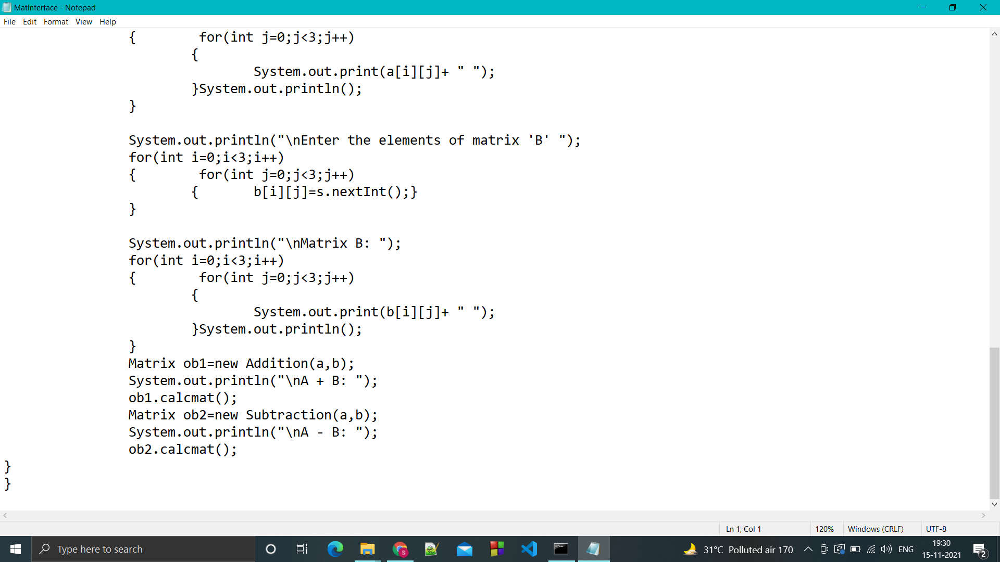 MatInterface - Notepad
File Edit Format View Help
{ for(int j=0;j<3;j++)
{
System.out.print(a[i][j]+ " ");
}System.out.println();
}
System.out.println("\nEnter the elements of matrix 'B' ");
for(int i=0;i<3;i++)
{ for(int j=0;j<3;j++)
{ b[i][j]=s.nextInt();}
}
System.out.println("\nMatrix B: ");
for(int i=0;i<3;i++)
{ for(int j=0;j<3;j++)
{
System.out.print(b[i][j]+ " ");
}System.out.println();
}
Matrix ob1=new Addition(a,b);
System.out.println("\nA + B: ");
ob1.calcmat();
Matrix ob2=new Subtraction(a,b);
System.out.println("\nA - B: ");
ob2.calcmat();
}
}
Ln 1, Col 1 120% Windows (CRLF) UTF-8
Type here to search S 31°C Polluted air 170 ENG 19:30 2
15-11-2021